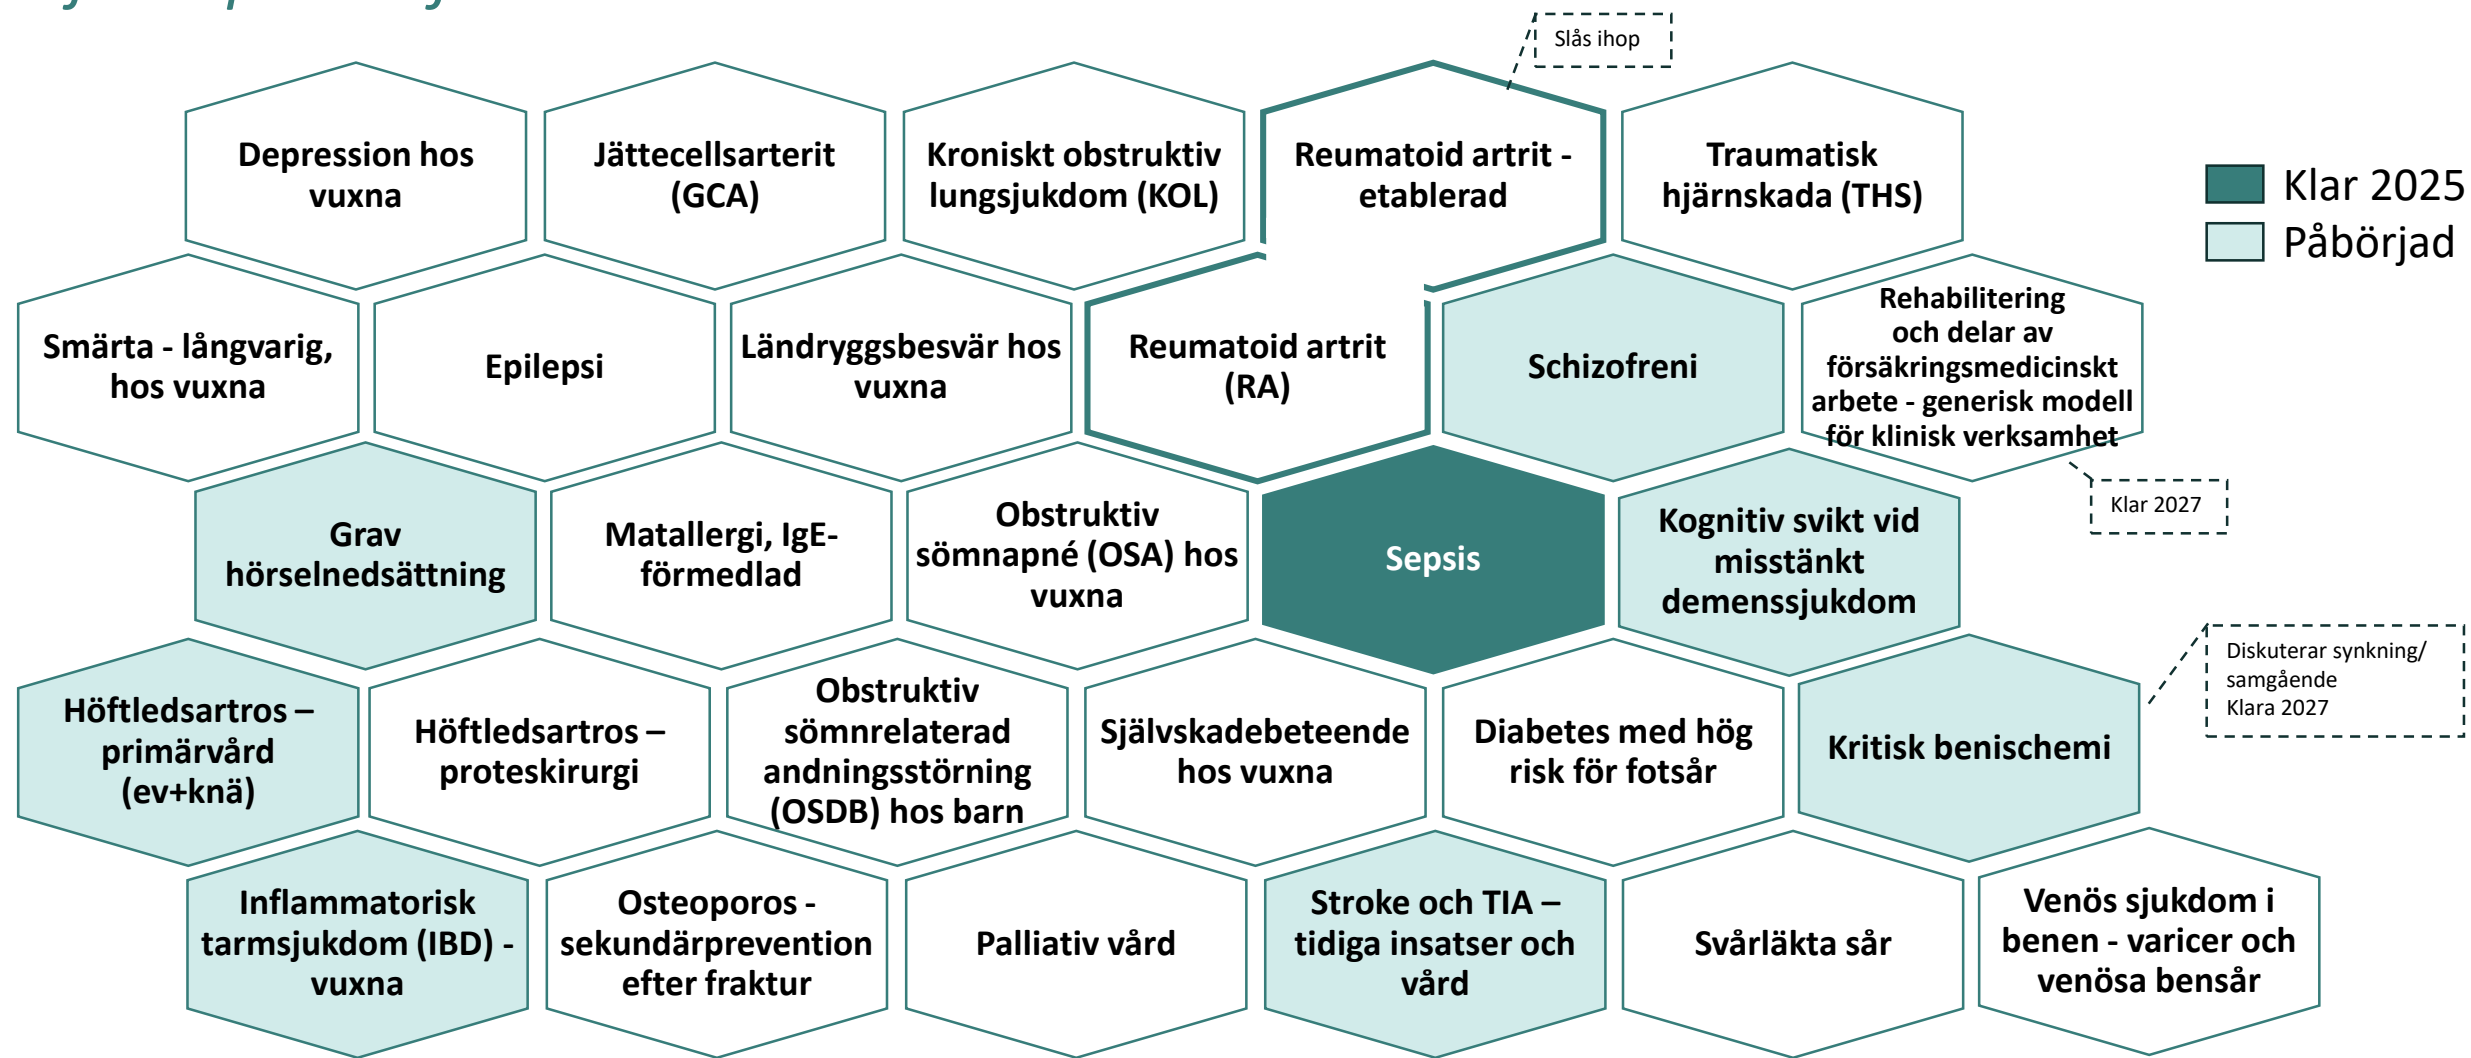 Slås ihop
Depression hos
vuxna
Jättecellsarterit
(GCA)
Kroniskt obstruktiv
lungsjukdom (KOL)
Reumatoid artrit -
etablerad
Traumatisk
hjärnskada (THS)
Klar 2025
Påbörjad
Smärta - långvarig,
hos vuxna
Epilepsi
Ländryggsbesvär hos
vuxna
Reumatoid artrit
(RA)
Schizofreni
Rehabilitering
och delar av
försäkringsmedicinskt
arbete - generisk modell
för klinisk verksamhet
Klar 2027
Grav
hörselnedsättning
Matallergi, IgE-
förmedlad
Obstruktiv
sömnapné (OSA) hos
vuxna
Sepsis
Kognitiv svikt vid
misstänkt
demenssjukdom
Diskuterar synkning/
samgående
Klara 2027
Höftledsartros –
primärvård
(ev+knä)
Höftledsartros –
proteskirurgi
Obstruktiv
sömnrelaterad
andningsstörning
(OSDB) hos barn
Självskadebeteende
hos vuxna
Diabetes med hög
risk för fotsår
Kritisk benischemi
Inflammatorisk
tarmsjukdom (IBD) -
vuxna
Osteoporos -
sekundärprevention
efter fraktur
Palliativ vård
Stroke och TIA –
tidiga insatser och
vård
Svårläkta sår
Venös sjukdom i
benen - varicer och
venösa bensår